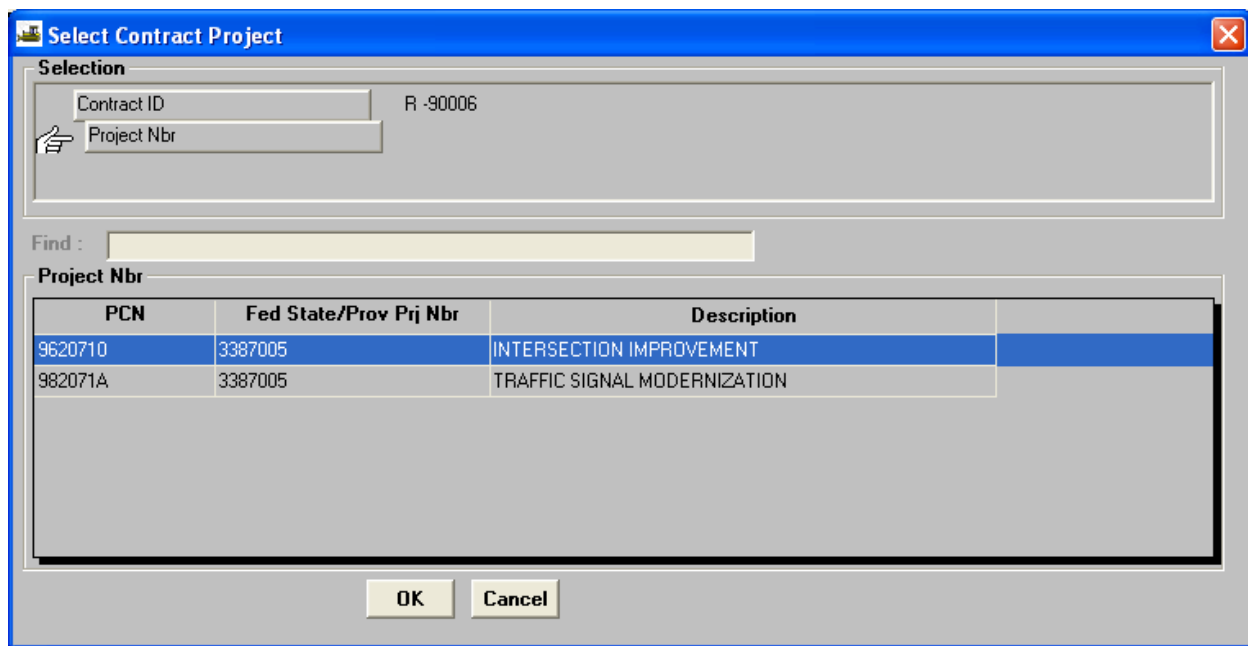 Select Contract Project
Selection
Contract ID R -90006
Project Nbr
Find :
Project Nbr
PCN Fed State/Prov Prj Nbr Description
9620710 3387005 INTERSECTION IMPROVEMENT
982071A 3387005 TRAFFIC SIGNAL MODERNIZATION
OK Cancel